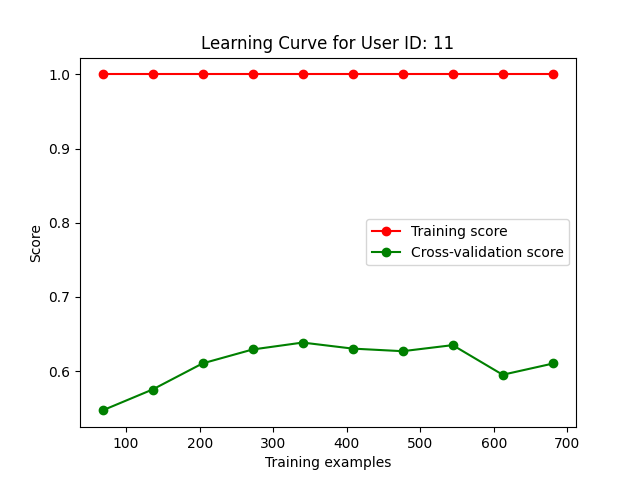 Learning Curve for User ID: 11
1.0
0.9
0.8
0.7
0.6
Score
Training score
Cross-validation score
100
200
300
400
500
600
700
Training examples